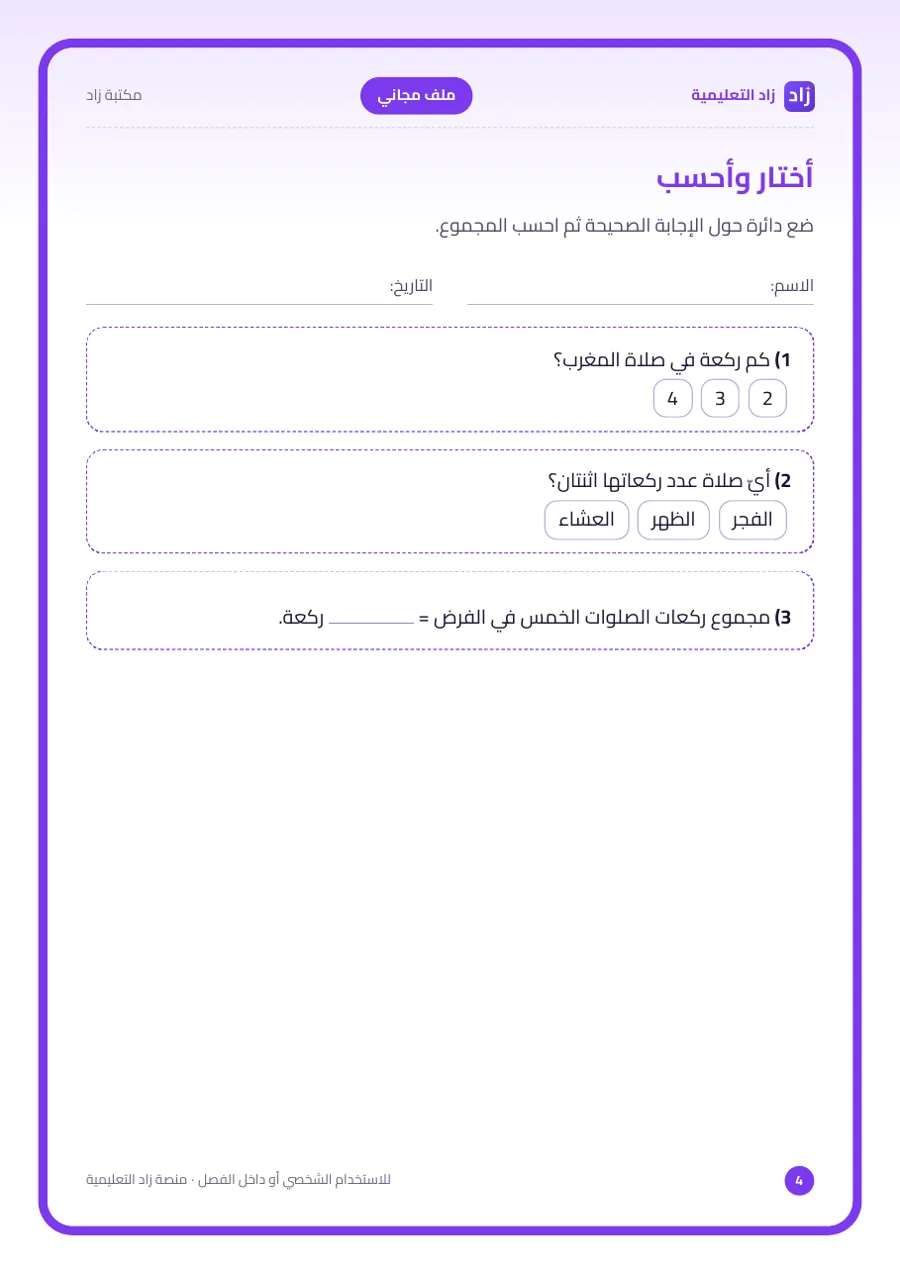 زاد
زاد التعليمية
ملف مجاني
مكتبة زاد
أختار وأحسب
ضع دائرة حول الإجابة الصحيحة ثم احسب المجموع.
الاسم:
التاريخ:
1) كم ركعة في صلاة المغرب؟
2 3 4
2) أيّ صلاة عدد ركعاتها اثنتان؟
الفجر الظهر العشاء
3) مجموع ركعات الصلوات الخمس في الفرض = ________ ركعة.
4
للاستخدام الشخصي أو داخل الفصل · منصة زاد التعليمية